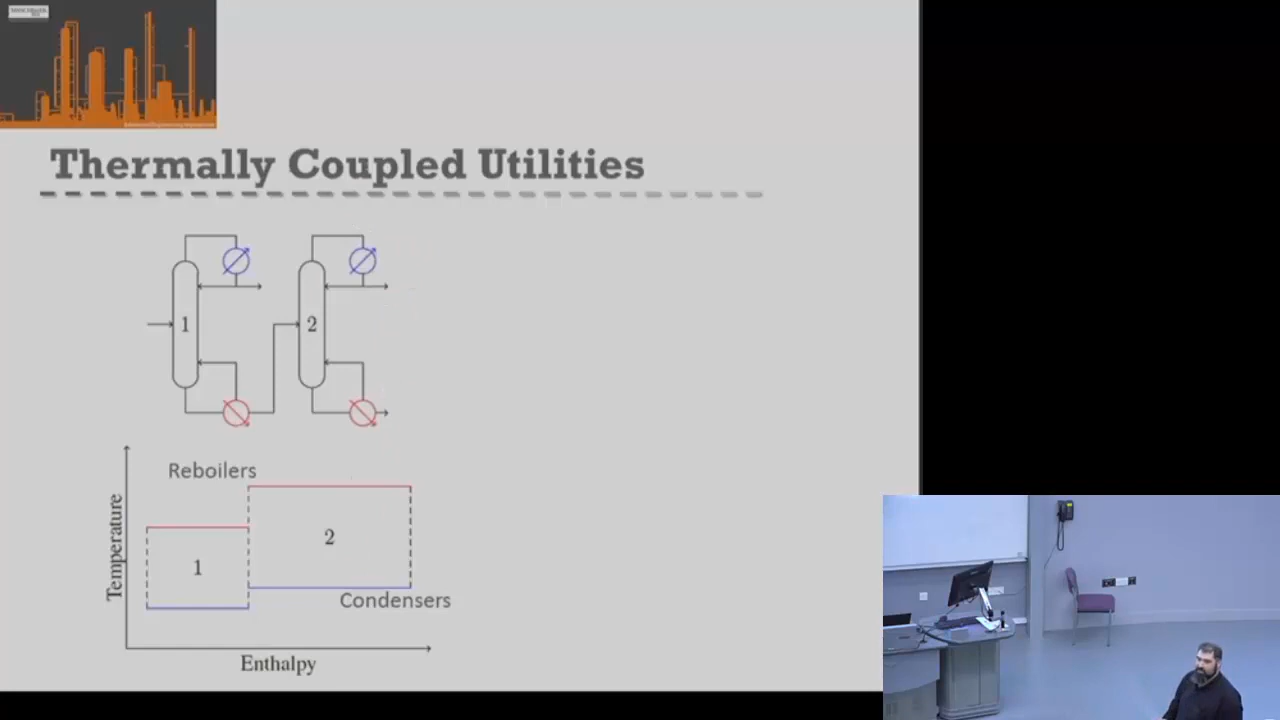 Thermally Coupled Utilities
1
2
Reboilers
2
1
Condensers
Temperature
Enthalpy